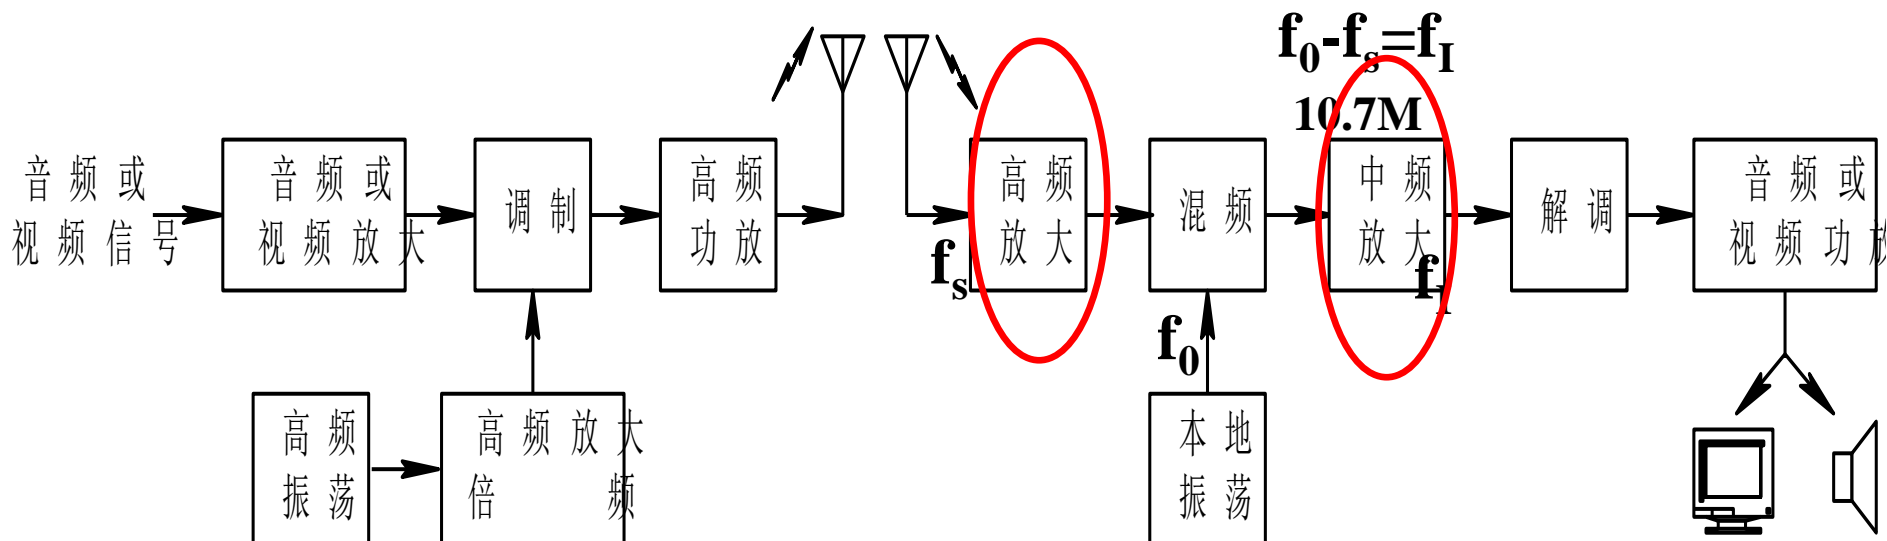 f₀-fₛ=f_I
10.7M
音频或
视频信号
音频或
视频放大
调制
高频
功放
高频
放大
混频
中频
放大
解调
音频或
视频功放
fₛ
f_I
f₀
高频
振荡
高频放大
倍频
本地
振荡